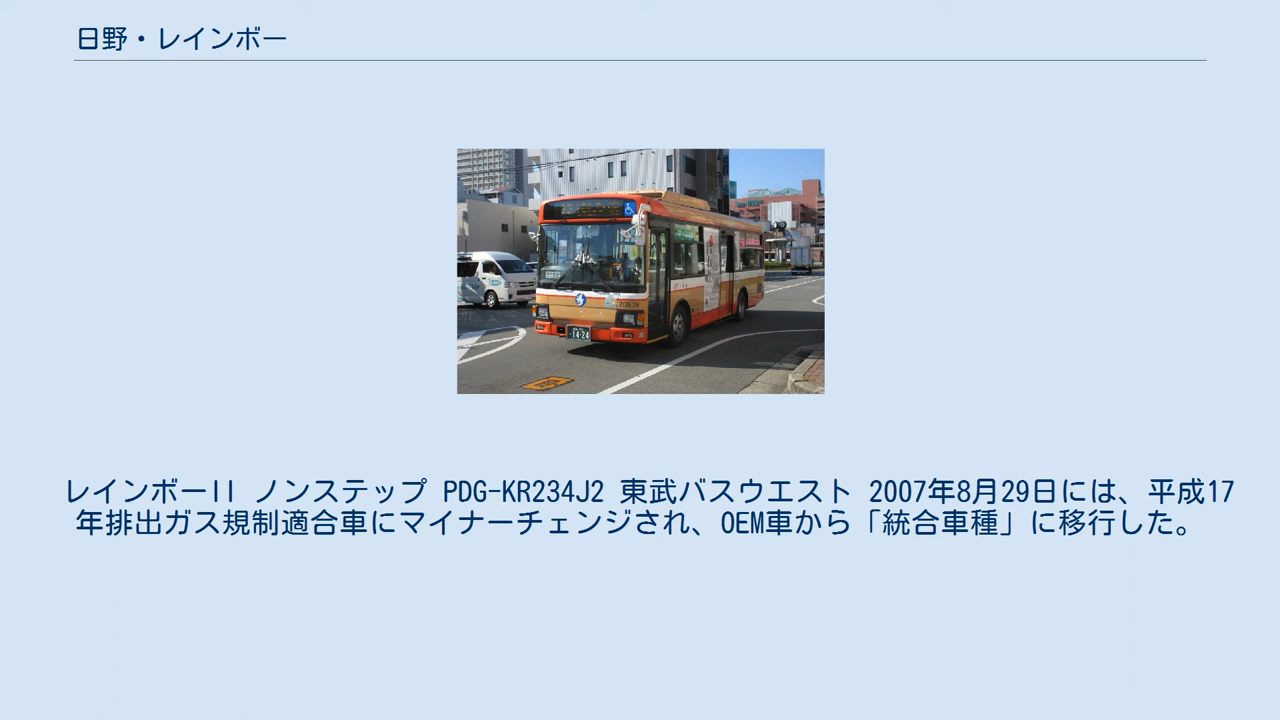 日野・レインボー
1424
レインボーII ノンステップ PDG-KR234J2 東武バスウエスト 2007年8月29日には、平成17
年排出ガス規制適合車にマイナーチェンジされ、OEM車から「統合車種」に移行した。